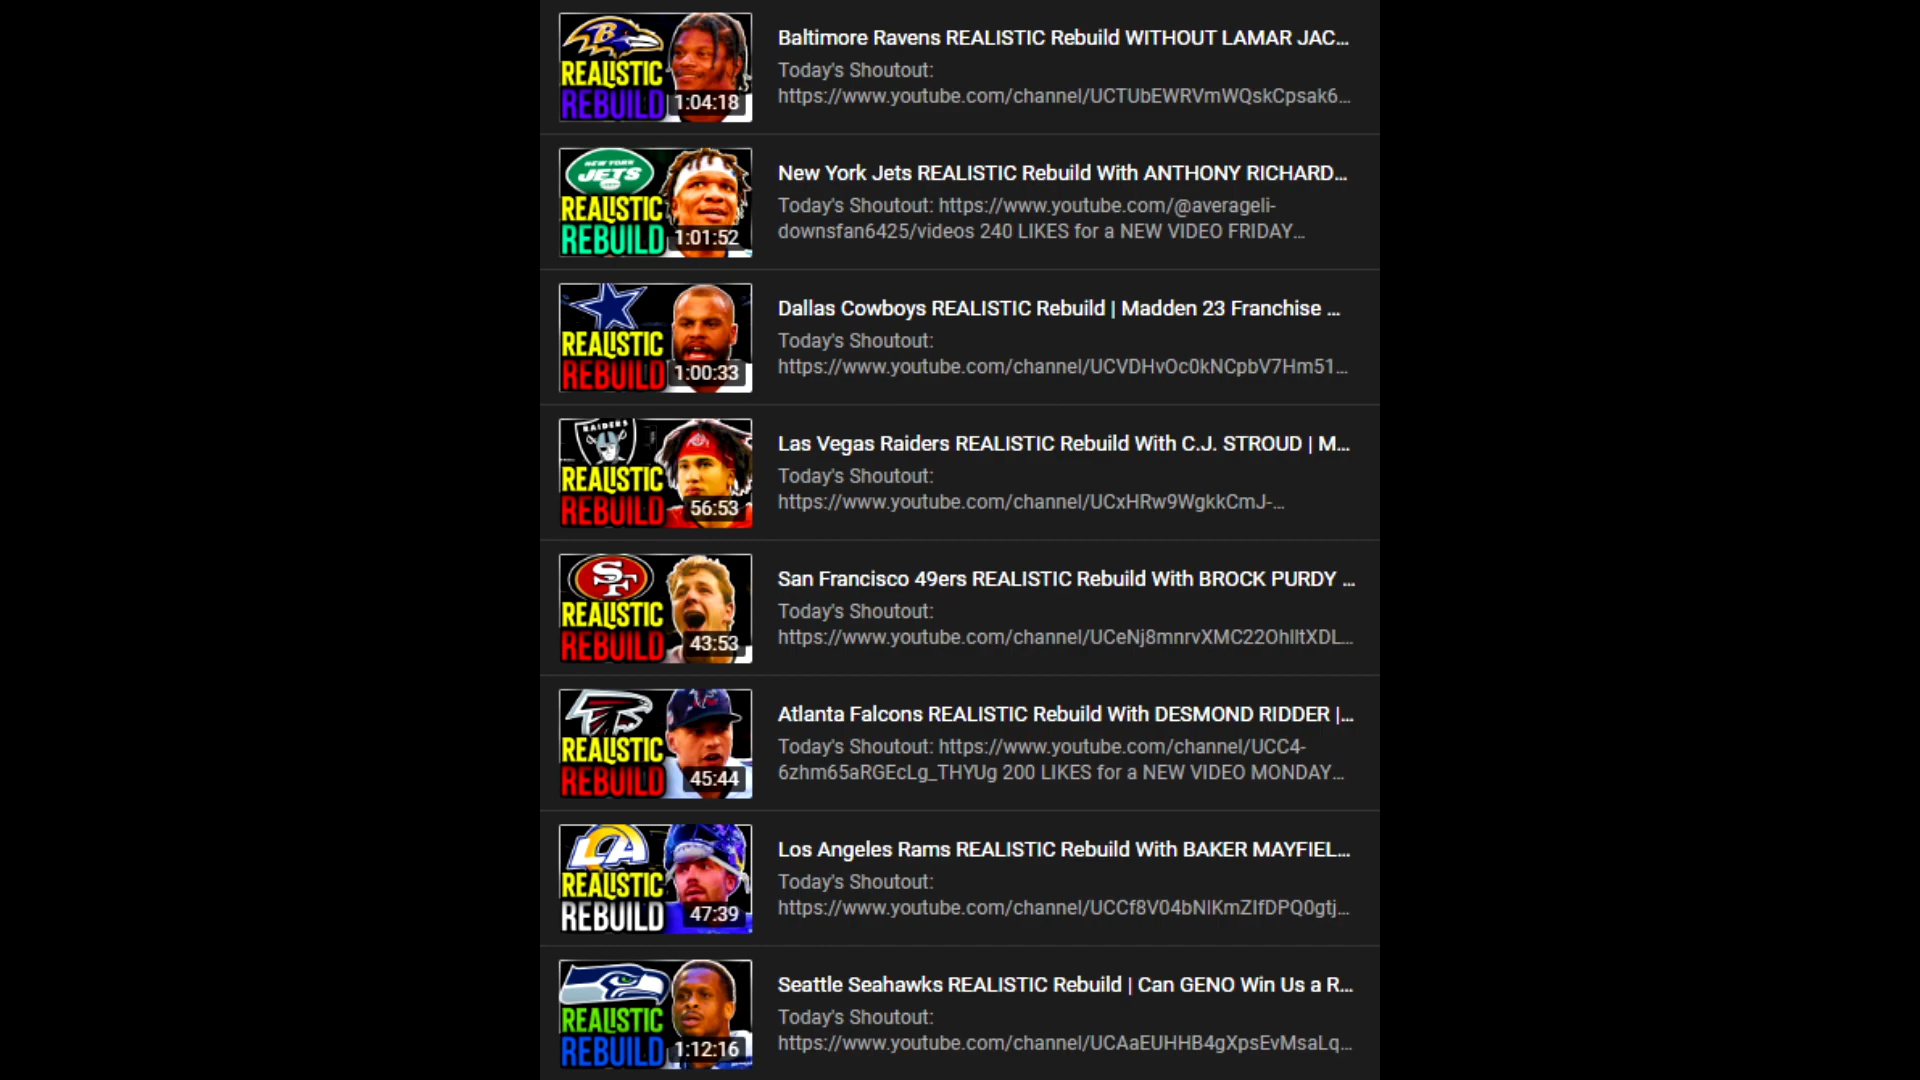 Baltimore Ravens REALISTIC Rebuild WITHOUT LAMAR JAC...
Today's Shoutout:
https://www.youtube.com/channel/UCTUbEWRVmWQskCpsak6...
REALISTIC
REBUILD
1:04:18
New York Jets REALISTIC Rebuild With ANTHONY RICHARD...
Today's Shoutout: https://www.youtube.com/@averageli-
downsfan6425/videos 240 LIKES for a NEW VIDEO FRIDAY...
NEW YORK
JETS
REALISTIC
REBUILD
1:01:52
Dallas Cowboys REALISTIC Rebuild | Madden 23 Franchise ...
Today's Shoutout:
https://www.youtube.com/channel/UCVDHvOc0kNCpbV7Hm51...
REALISTIC
REBUILD
1:00:33
Las Vegas Raiders REALISTIC Rebuild With C.J. STROUD | M...
Today's Shoutout:
https://www.youtube.com/channel/UCxHRw9WgkkCmJ-...
RAIDERS
REALISTIC
REBUILD
56:53
San Francisco 49ers REALISTIC Rebuild With BROCK PURDY ...
Today's Shoutout:
https://www.youtube.com/channel/UCeNj8mnrvXMC22OhlItXDL...
SF
REALISTIC
REBUILD
43:53
Atlanta Falcons REALISTIC Rebuild With DESMOND RIDDER |...
Today's Shoutout: https://www.youtube.com/channel/UCC4-
6zhm65aRGEcLg_THYUg 200 LIKES for a NEW VIDEO MONDAY...
REALISTIC
REBUILD
45:44
Los Angeles Rams REALISTIC Rebuild With BAKER MAYFIEL...
Today's Shoutout:
https://www.youtube.com/channel/UCCf8V04bNIKmZIfDPQ0gtj...
LA
REALISTIC
REBUILD
47:39
Seattle Seahawks REALISTIC Rebuild | Can GENO Win Us a R...
Today's Shoutout:
https://www.youtube.com/channel/UCAaEUHHB4gXpsEvMsaLq...
REALISTIC
REBUILD
1:12:16